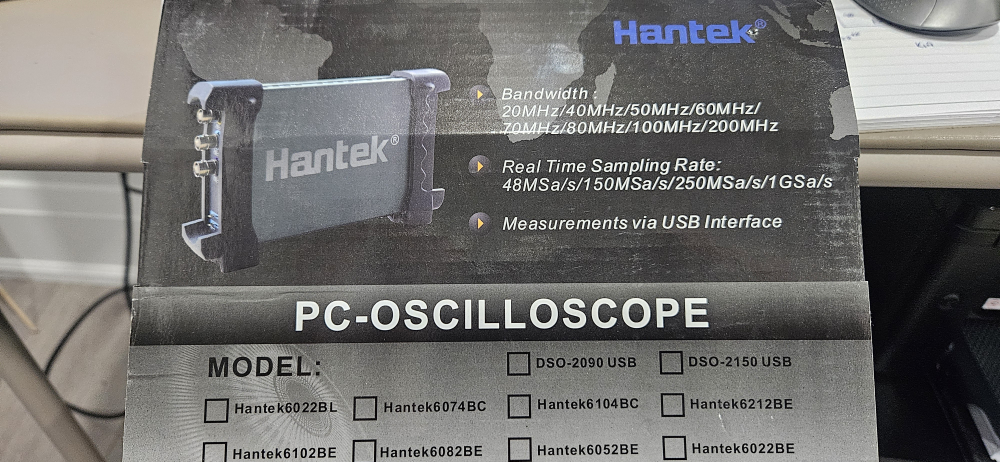 Hantek®
Hantek®
Bandwidth :
20MHz/40MHz/50MHz/60MHz/
70MHz/80MHz/100MHz/200MHz
Real Time Sampling Rate:
48MSa/s/150MSa/s/250MSa/s/1GSa/s
Measurements via USB Interface
PC-OSCILLOSCOPE
MODEL:
DSO-2090 USB
DSO-2150 USB
Hantek6022BL
Hantek6074BC
Hantek6104BC
Hantek6212BE
Hantek6102BE
Hantek6082BE
Hantek6052BE
Hantek6022BE